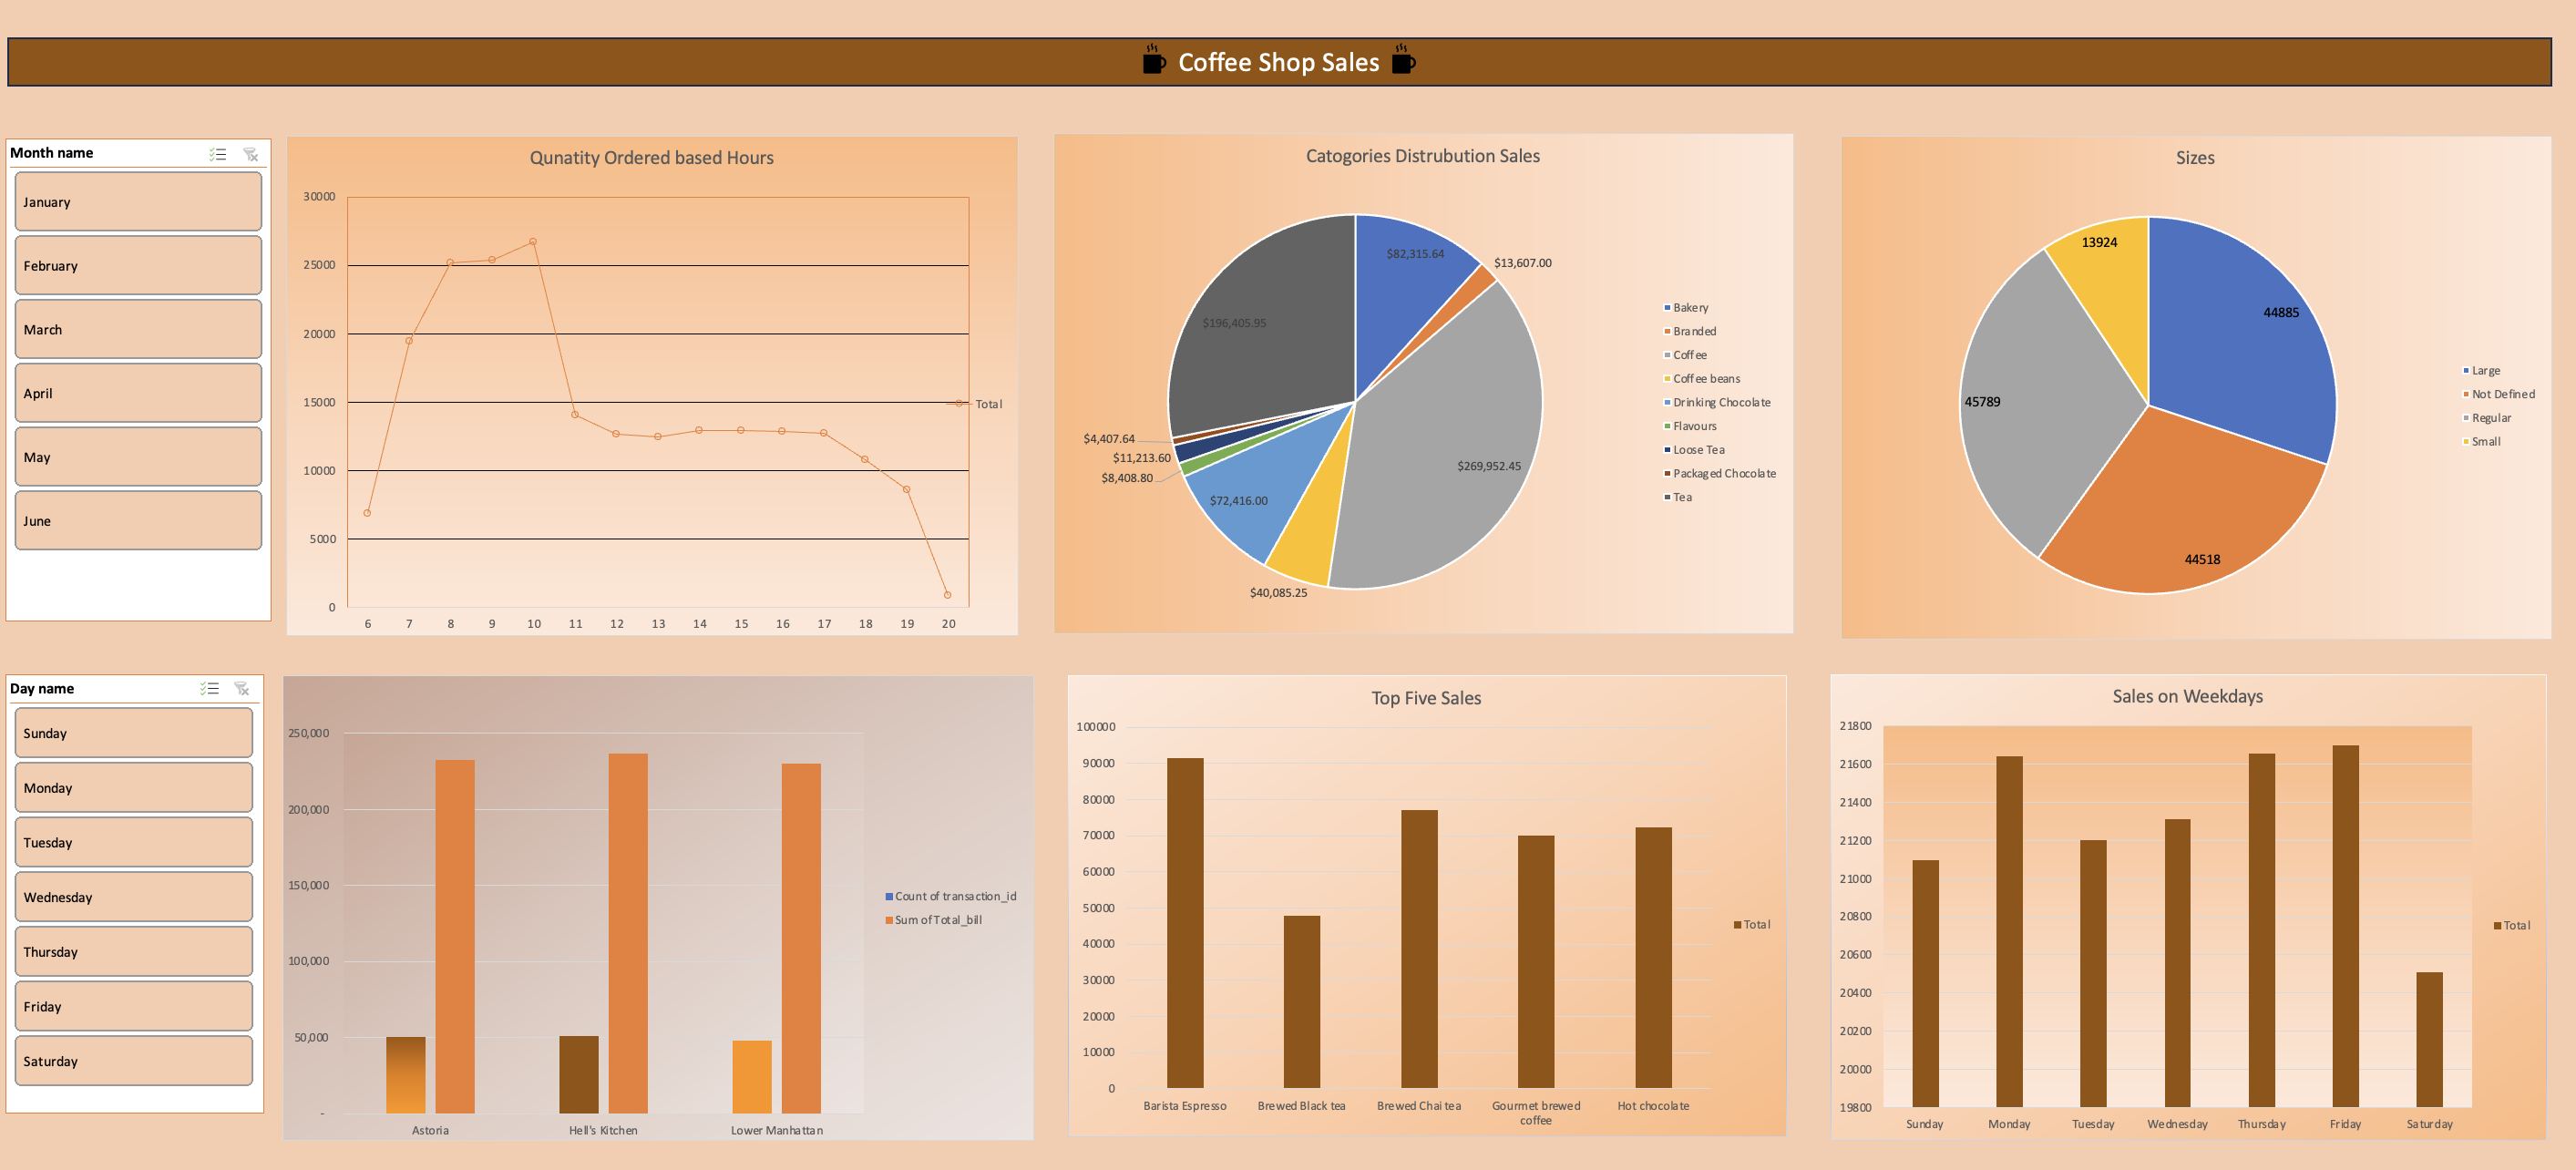 Coffee Shop Sales
Month name
January
February
March
April
May
June
Qunatity Ordered based Hours
30000
25000
20000
15000
10000
5000
0
6 7 8 9 10 11 12 13 14 15 16 17 18 19 20
Total
Catogories Distrubution Sales
$82,315.64
$13,607.00
$269,952.45
$40,085.25
$72,416.00
$8,408.80
$11,213.60
$4,407.64
$196,405.95
Bakery
Branded
Coffee
Coffee beans
Drinking Chocolate
Flavours
Loose Tea
Packaged Chocolate
Tea
Sizes
13924
44885
45789
44518
Large
Not Defined
Regular
Small
Day name
Sunday
Monday
Tuesday
Wednesday
Thursday
Friday
Saturday
250,000
200,000
150,000
100,000
50,000
-
Astoria Hell's Kitchen Lower Manhattan
Count of transaction_id
Sum of Total_bill
Top Five Sales
100000
90000
80000
70000
60000
50000
40000
30000
20000
10000
0
Barista Espresso Brewed Black tea Brewed Chai tea Gourmet brewed Hot chocolate
coffee
Total
Sales on Weekdays
21800
21600
21400
21200
21000
20800
20600
20400
20200
20000
19800
Sunday Monday Tuesday Wednesday Thursday Friday Saturday
Total